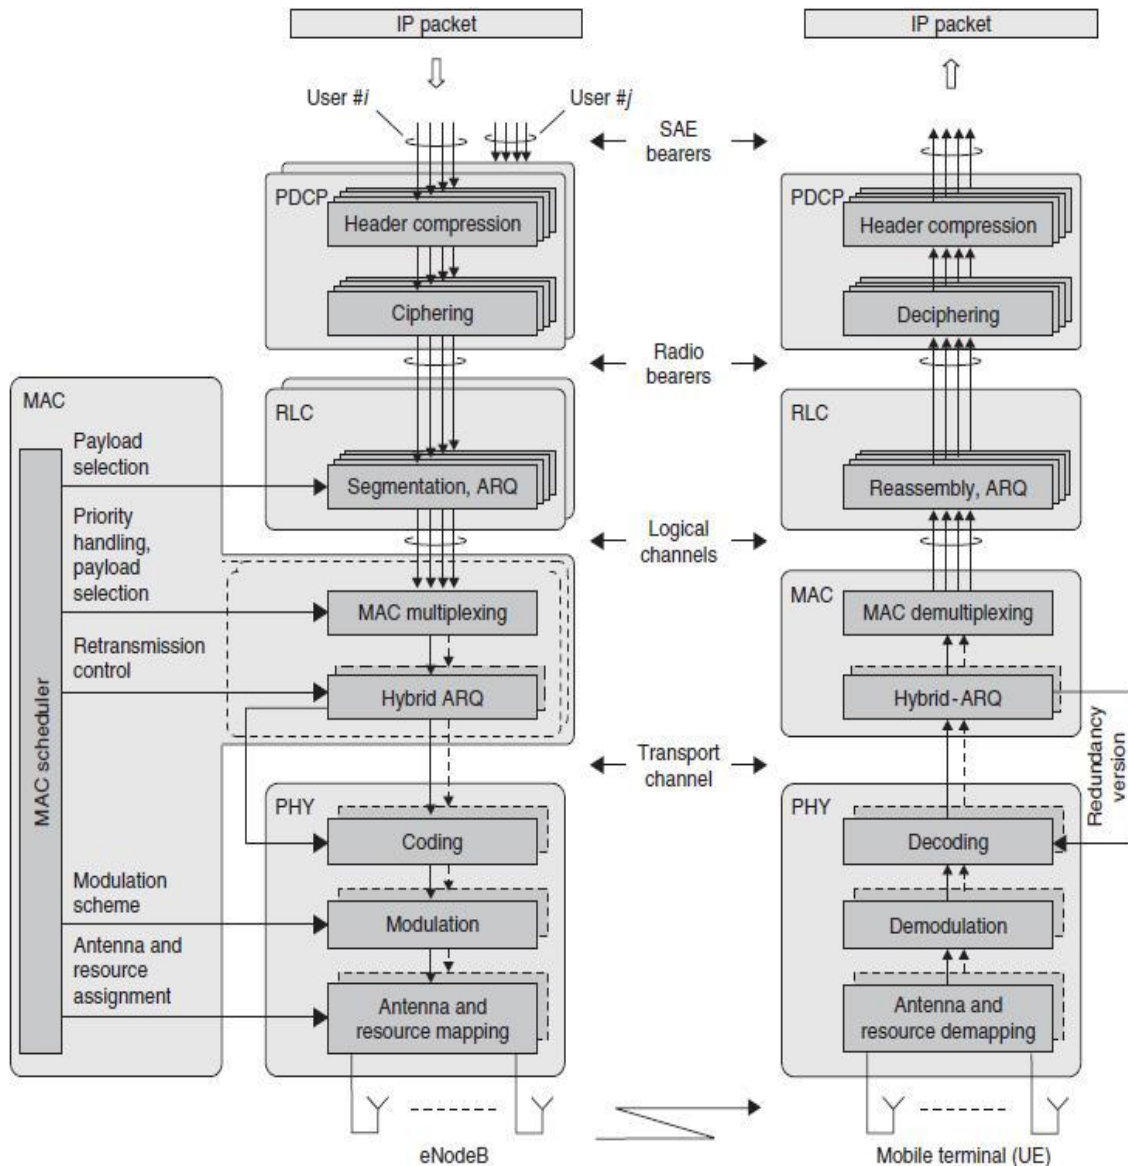 IP packet
IP packet
User #i
User #j
SAE
bearers
PDCP
Header compression
Ciphering
PDCP
Header compression
Deciphering
Radio
bearers
MAC
MAC scheduler
Payload
selection
Priority
handling,
payload
selection
Retransmission
control
Modulation
scheme
Antenna and
resource
assignment
RLC
Segmentation, ARQ
RLC
Reassembly, ARQ
Logical
channels
MAC multiplexing
Hybrid ARQ
MAC
MAC demultiplexing
Hybrid-ARQ
Redundancy
version
Transport
channel
PHY
Coding
Modulation
Antenna and
resource mapping
PHY
Decoding
Demodulation
Antenna and
resource demapping
eNodeB
Mobile terminal (UE)